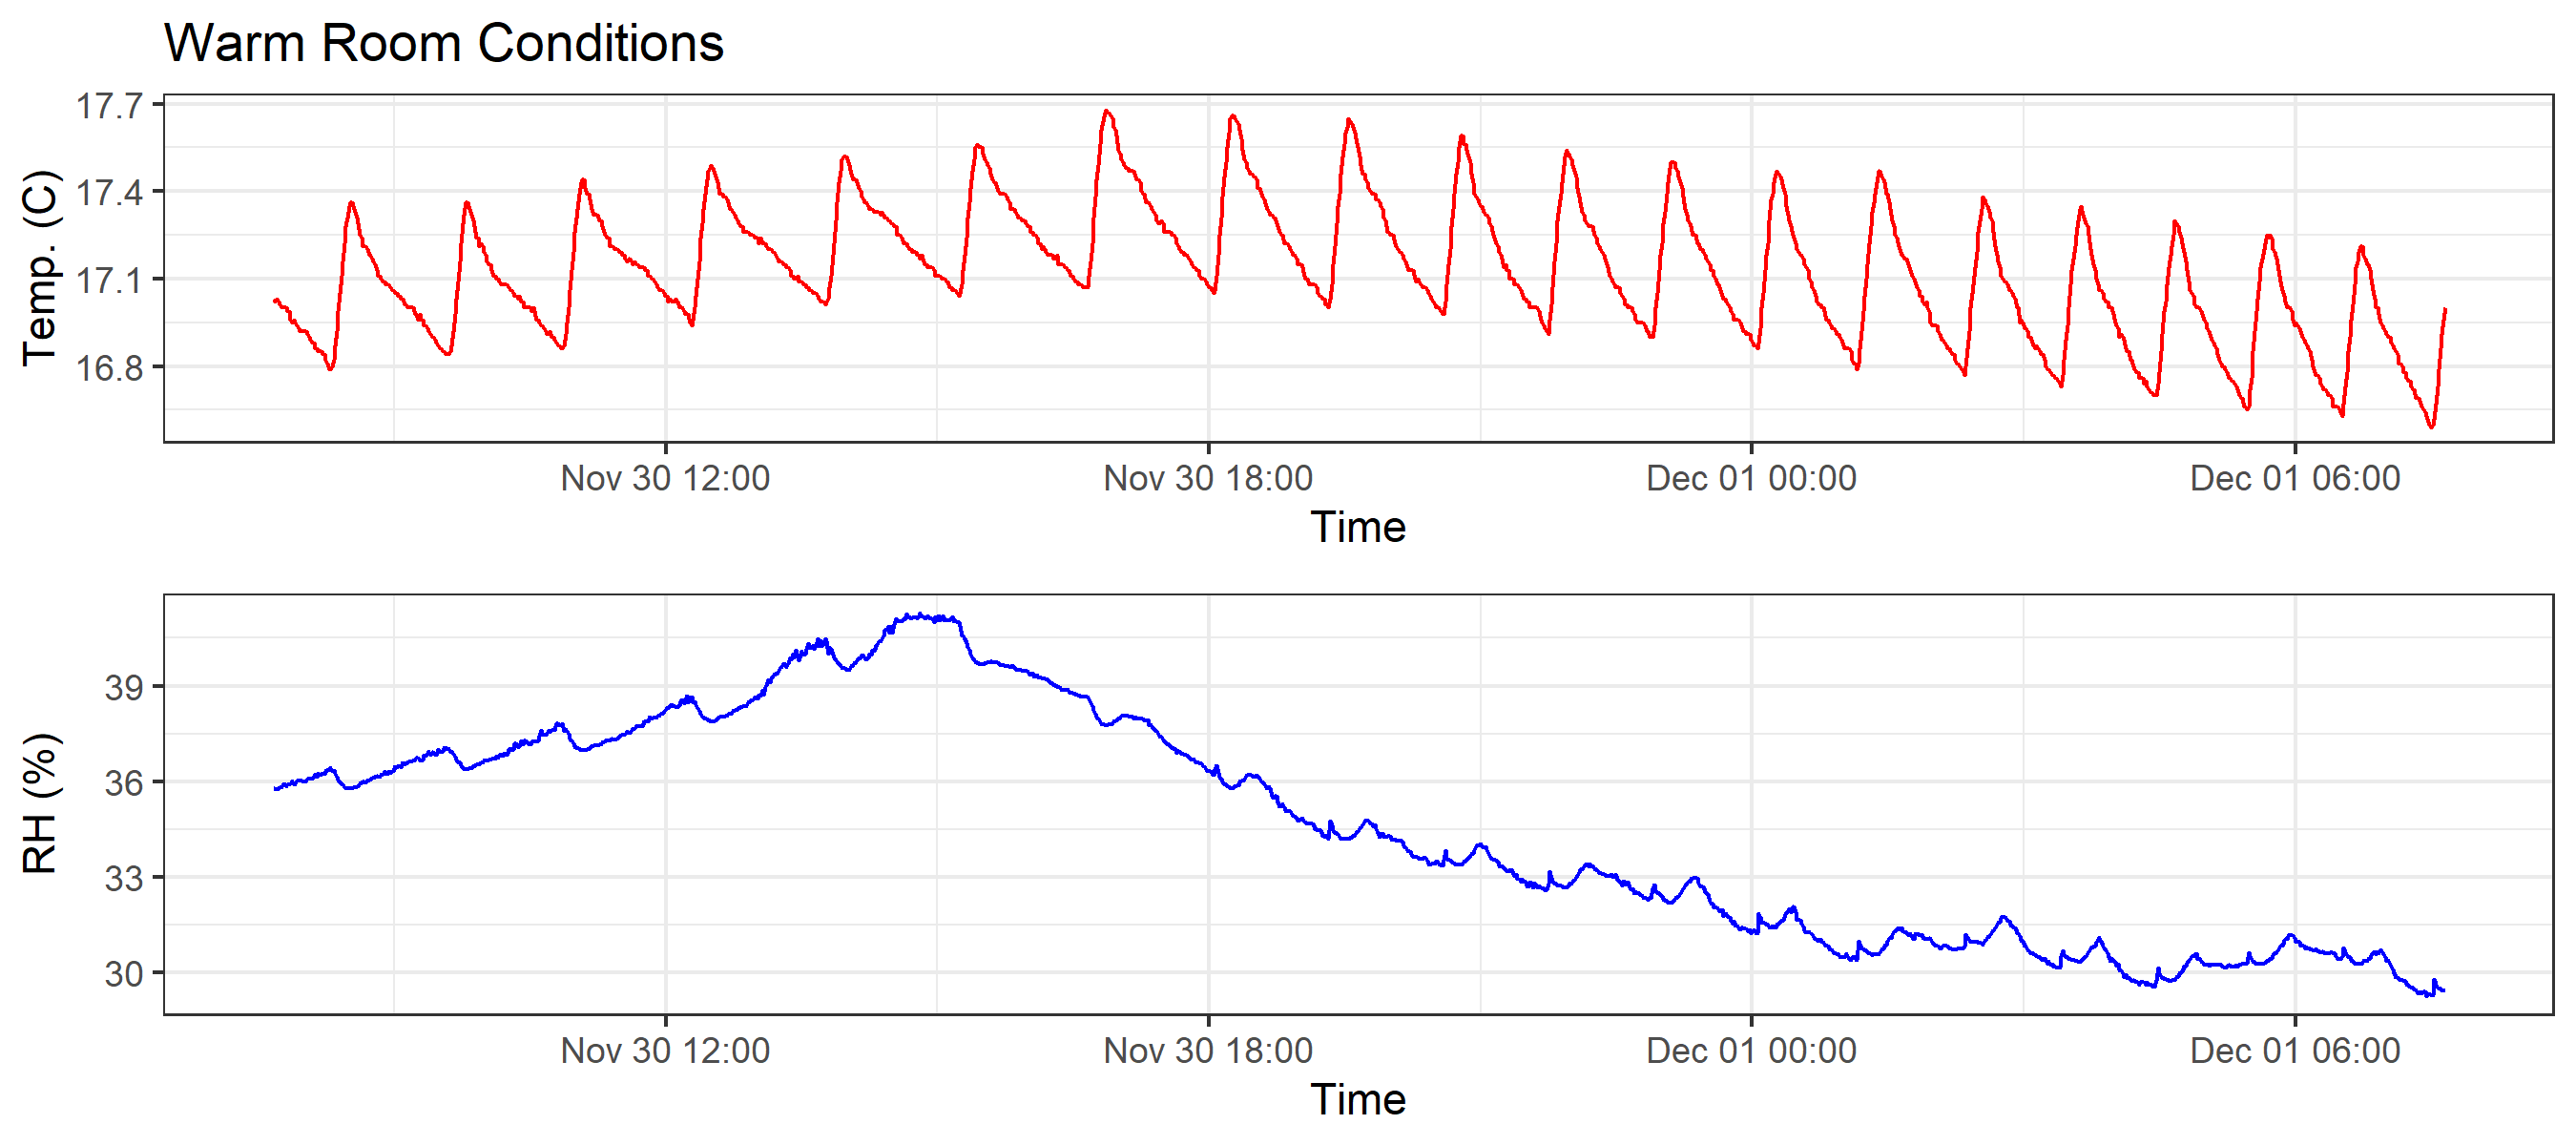 Warm Room Conditions
Temp. (C)
17.7
17.4
17.1
16.8
Nov 30 12:00 Nov 30 18:00 Dec 01 00:00 Dec 01 06:00
Time
RH (%)
39
36
33
30
Nov 30 12:00 Nov 30 18:00 Dec 01 00:00 Dec 01 06:00
Time